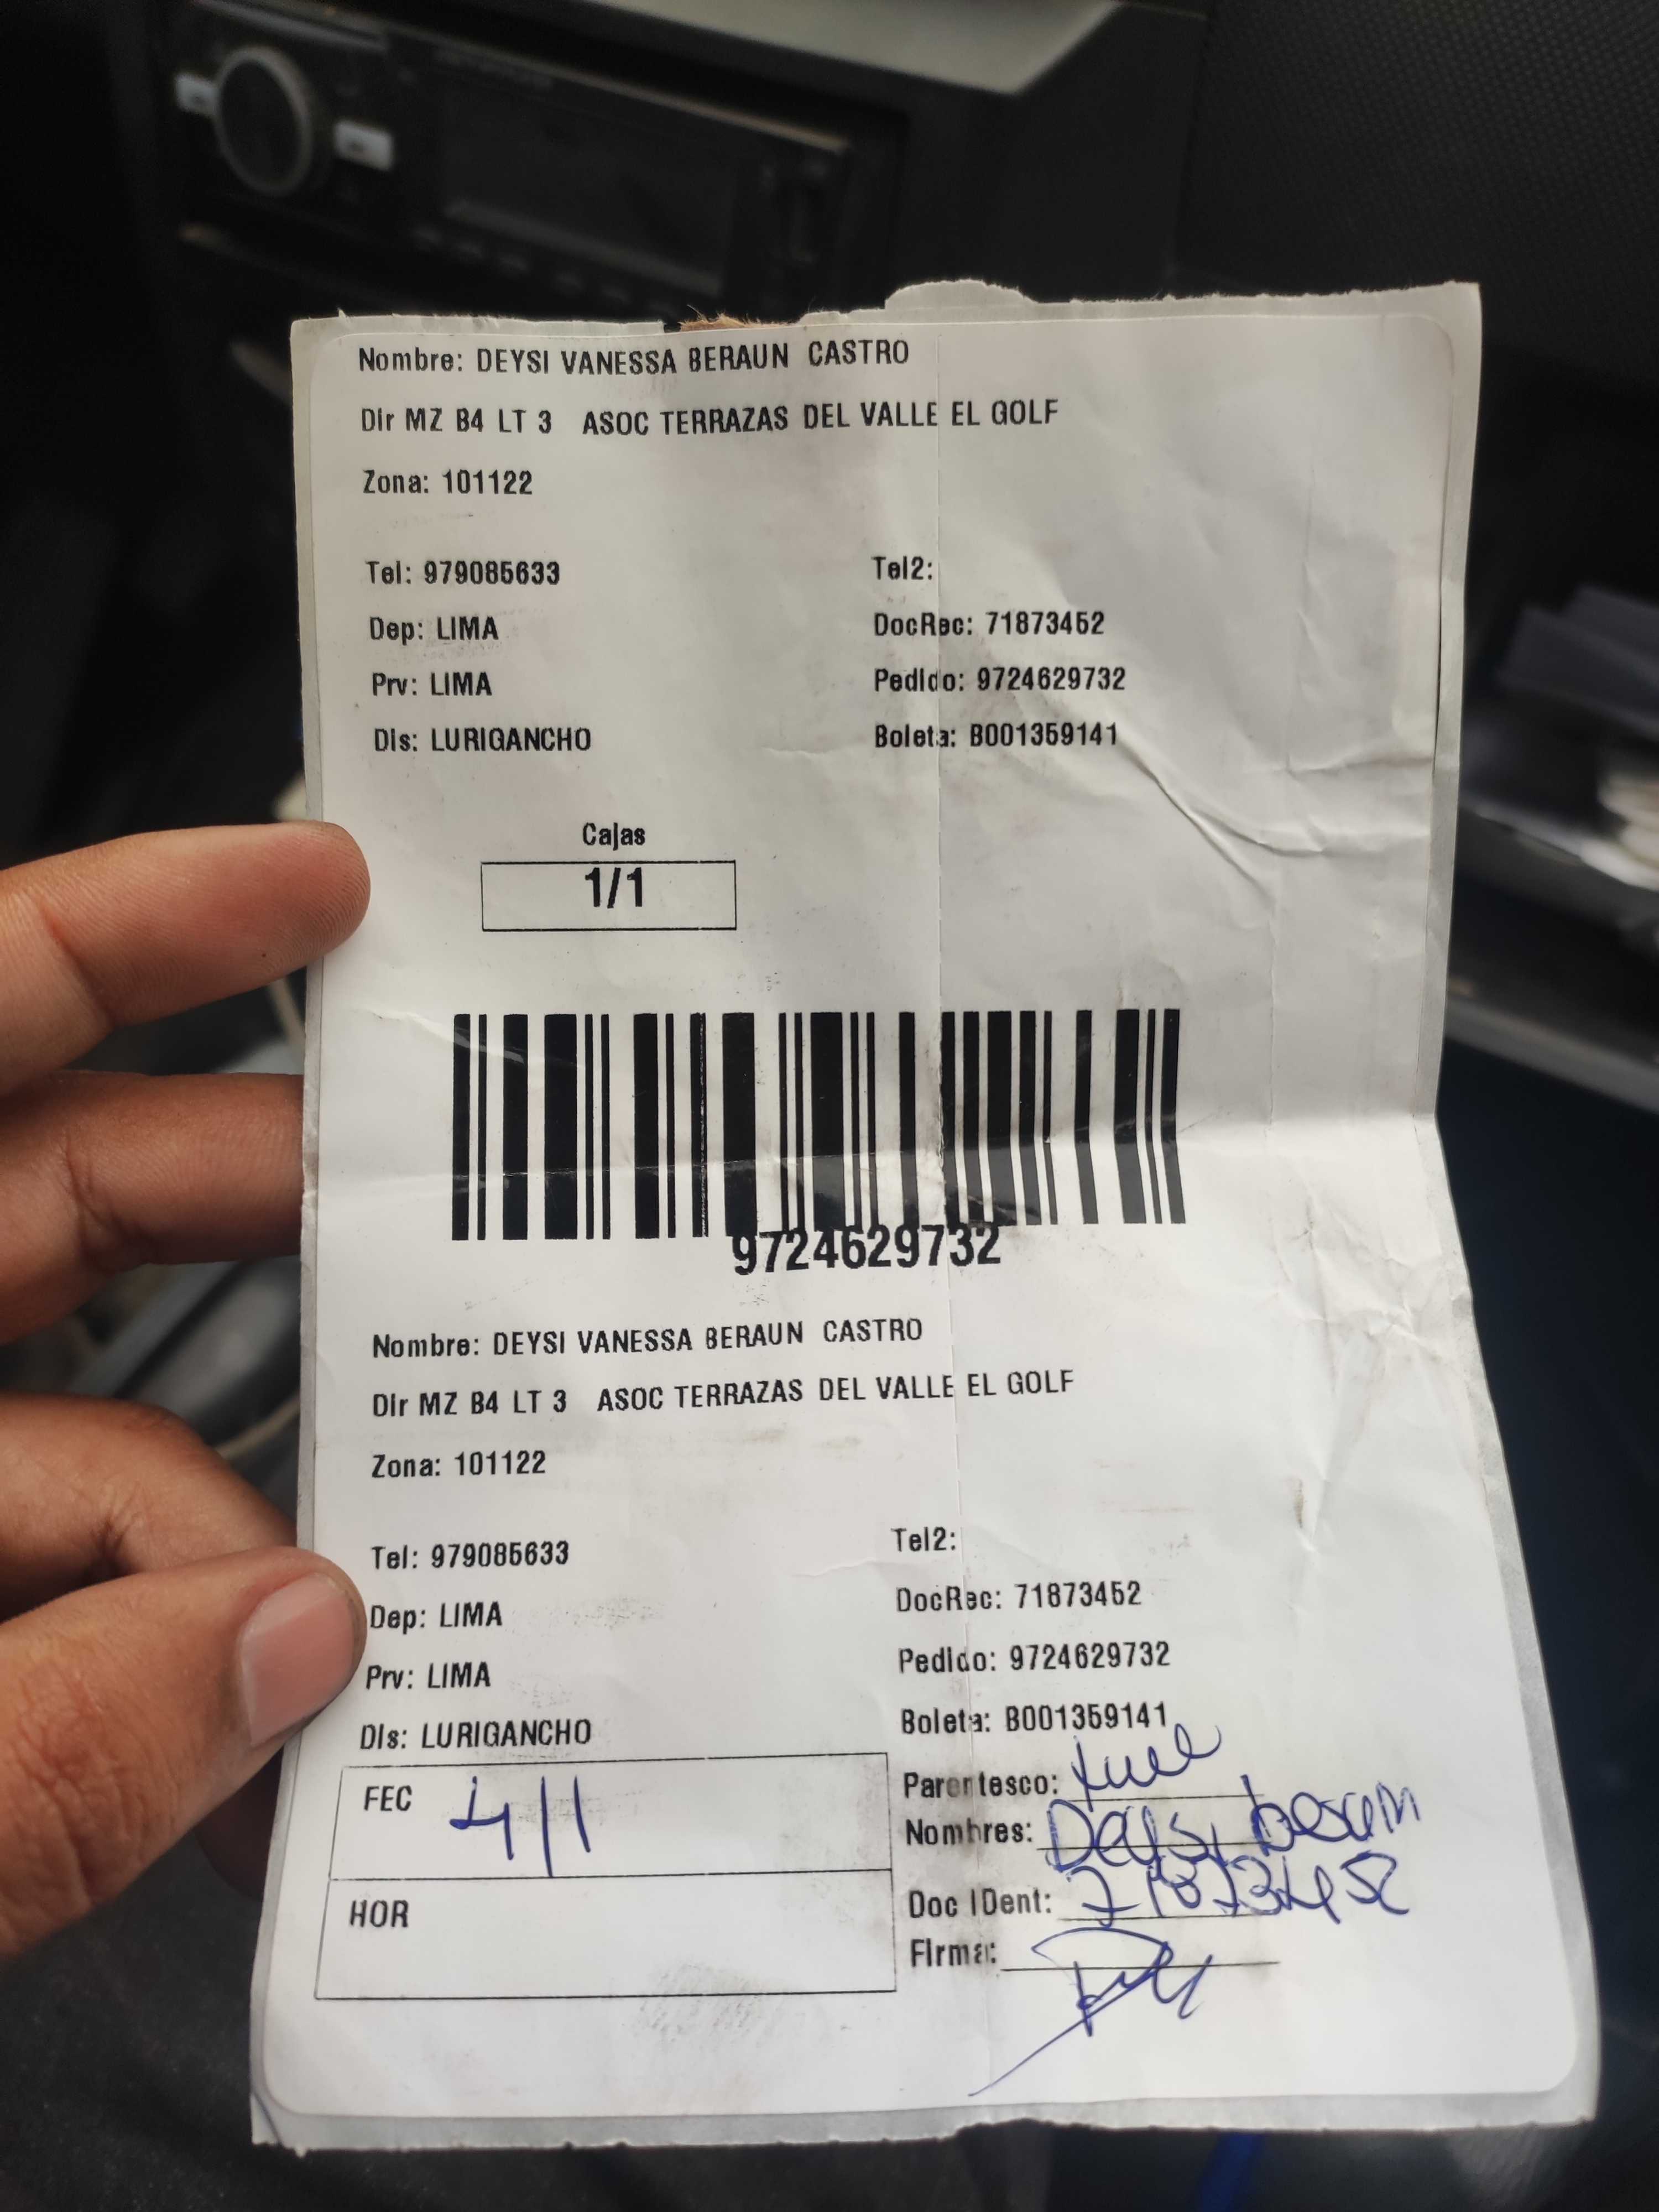 Nombre: DEYSI VANESSA BERAUN CASTRO
Dir MZ B4 LT 3 ASOC TERRAZAS DEL VALLE EL GOLF
Zona: 101122
Tel: 979085633 Tel2:
Dep: LIMA DocRec: 71873452
Prv: LIMA Pedido: 9724629732
Dis: LURIGANCHO Boleta: B001359141
Cajas
1/1
9724629732
Nombre: DEYSI VANESSA BERAUN CASTRO
Dir MZ B4 LT 3 ASOC TERRAZAS DEL VALLE EL GOLF
Zona: 101122
Tel: 979085633 Tel2:
Dep: LIMA DocRec: 71873452
Prv: LIMA Pedido: 9724629732
Dis: LURIGANCHO Boleta: B001359141
FEC 4/1 Parentesco:
Nombres: Deysi beraun
HOR Doc IDent: 71873452
Firma: